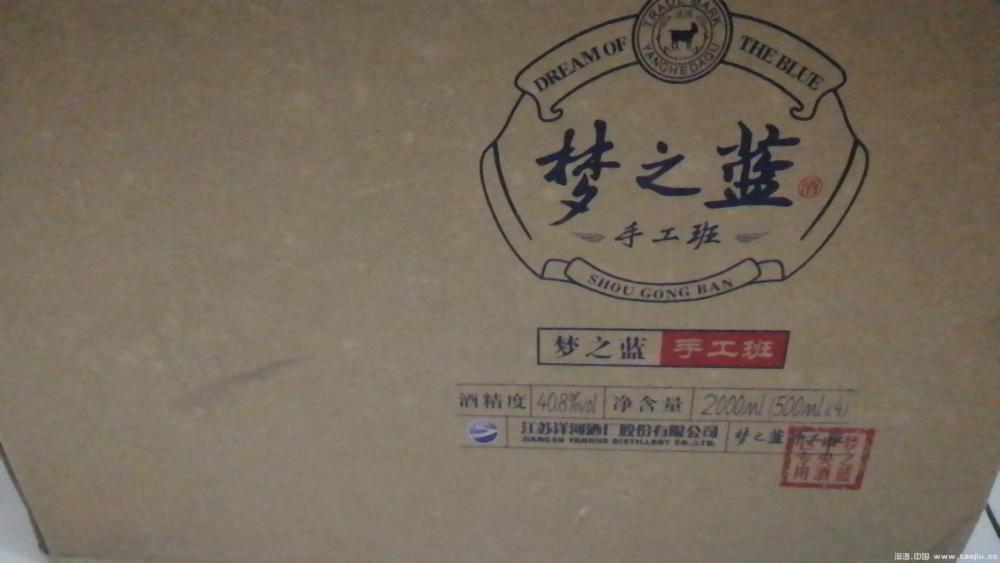 TRADE MARK
YANGHEDAQU
DREAM OF THE BLUE
梦之蓝
酒
手工班
SHOU GONG BAN
梦之蓝 手工班
酒精度 40.8%vol 净含量 2000ml(500ml×4)
江苏洋河酒厂股份有限公司 梦之蓝
JIANGSU YANGHE DISTILLERY CO.,LTD.
淘酒.中国 www.taojiu.cc